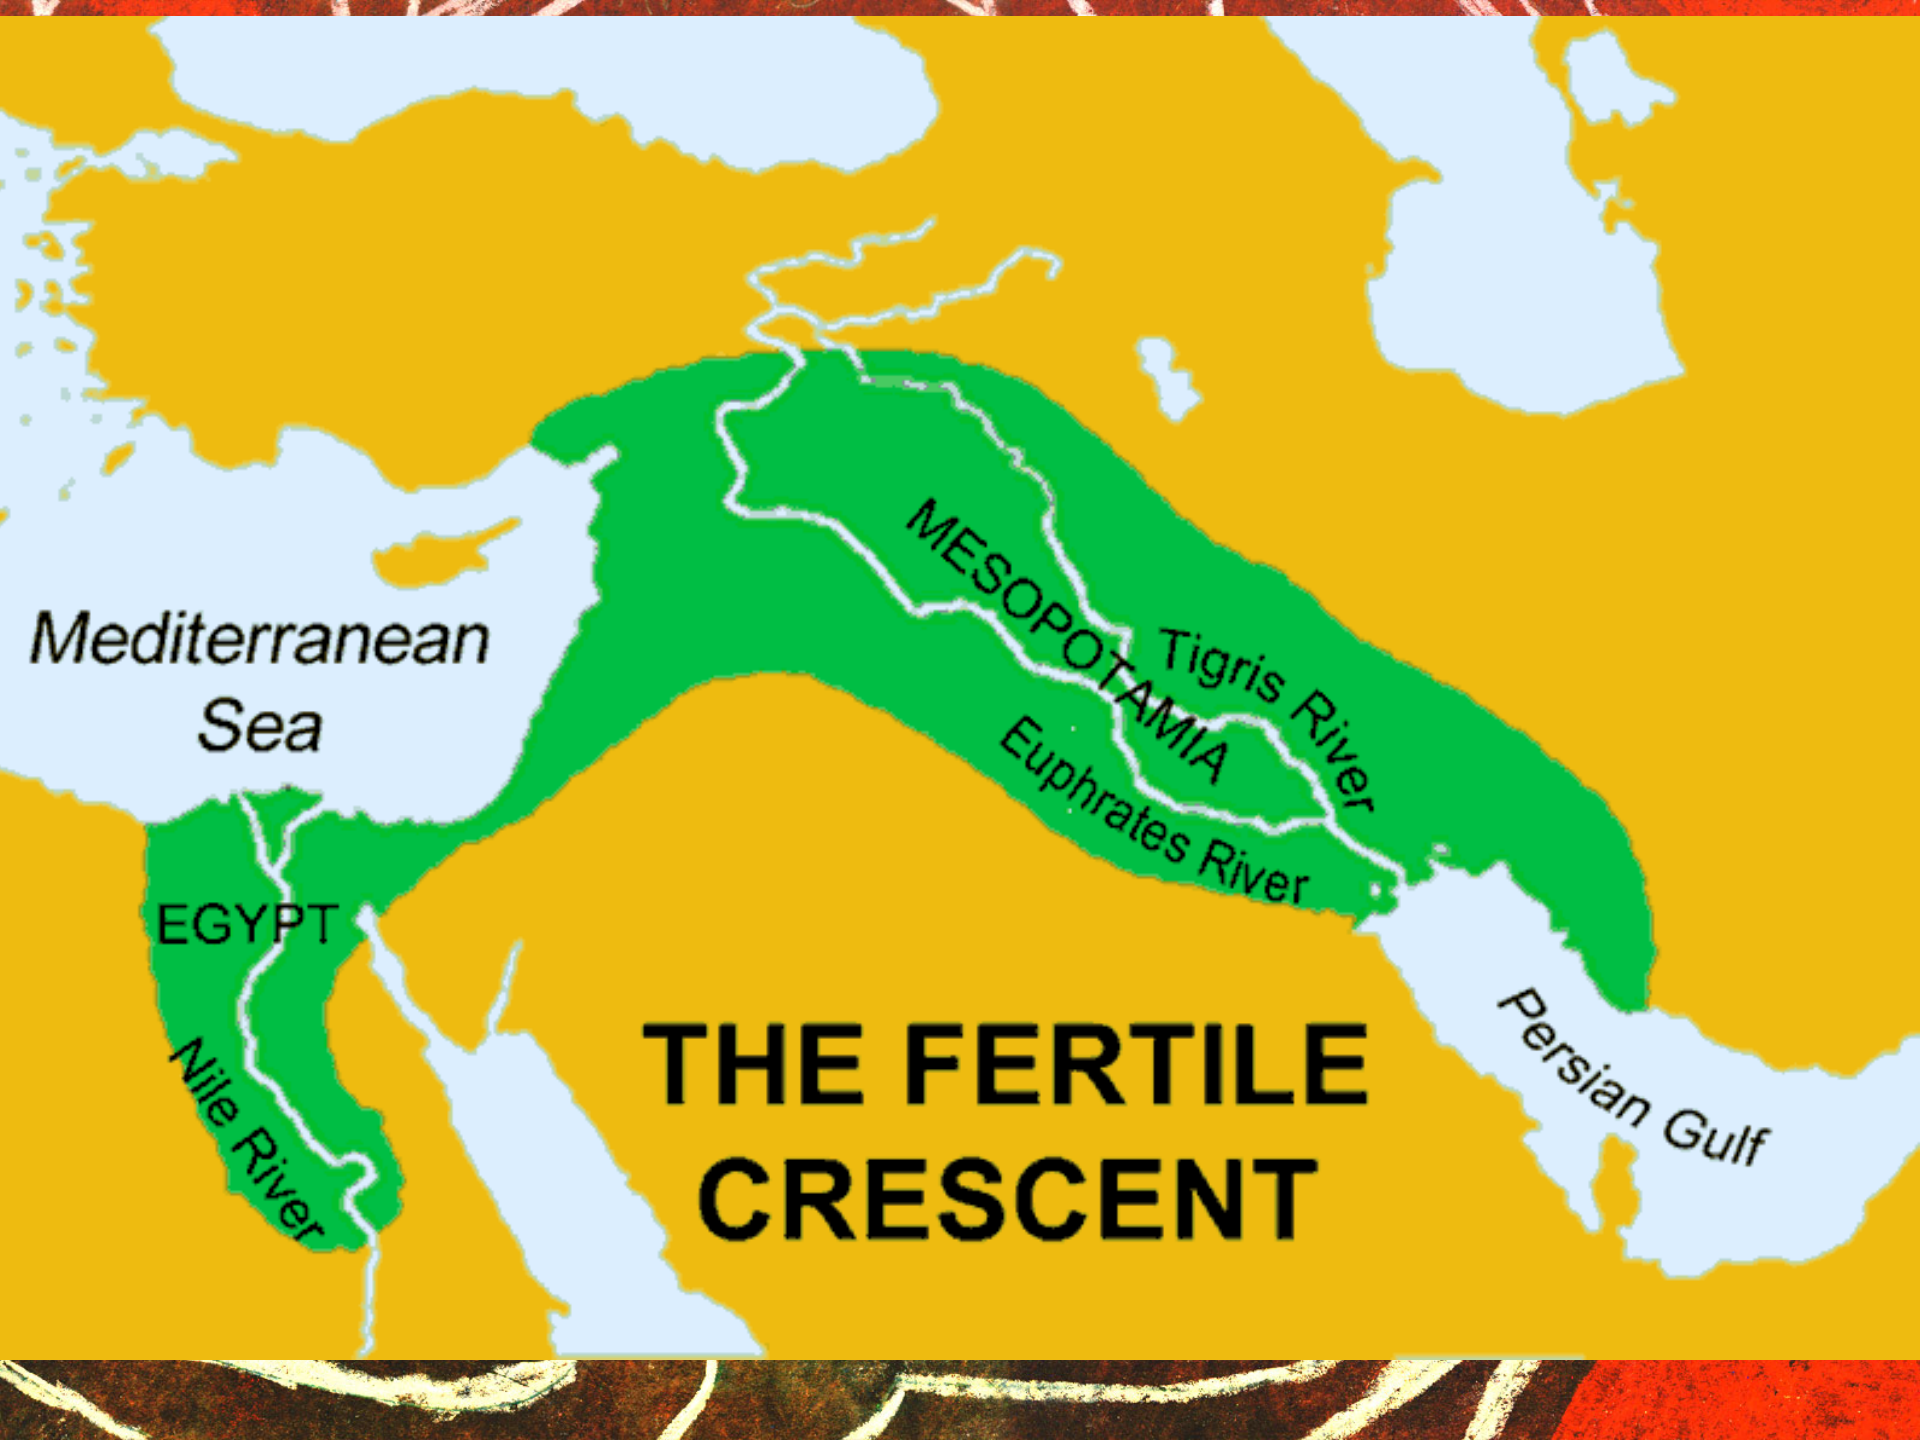 MESOPOTAMIA
Mediterranean
Sea
Tigris River
Euphrates River
EGYPT
Nile River
Persian Gulf
THE FERTILE
CRESCENT